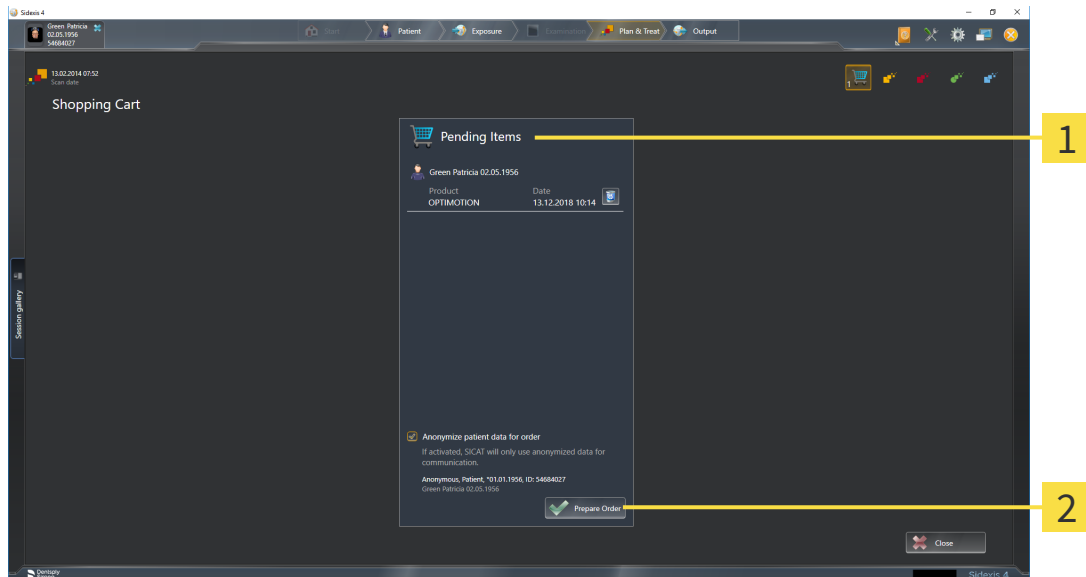 Sidexis 4
Green Patricia
02.05.1956
54684027
Start
Patient
Exposure
Examination
Plan & Treat
Output
13.02.2014 07:52
Scan date
1
Shopping Cart
Pending Items
1
Green Patricia 02.05.1956
Product Date
OPTIMOTION 13.12.2018 10:14
Session gallery
Anonymize patient data for order
If activated, SICAT will only use anonymized data for
communication.
Anonymous, Patient, *01.01.1956, ID: 54684027
Green Patricia 02.05.1956
Prepare Order
2
Close
Dentsply
Sirona
Sidexis 4